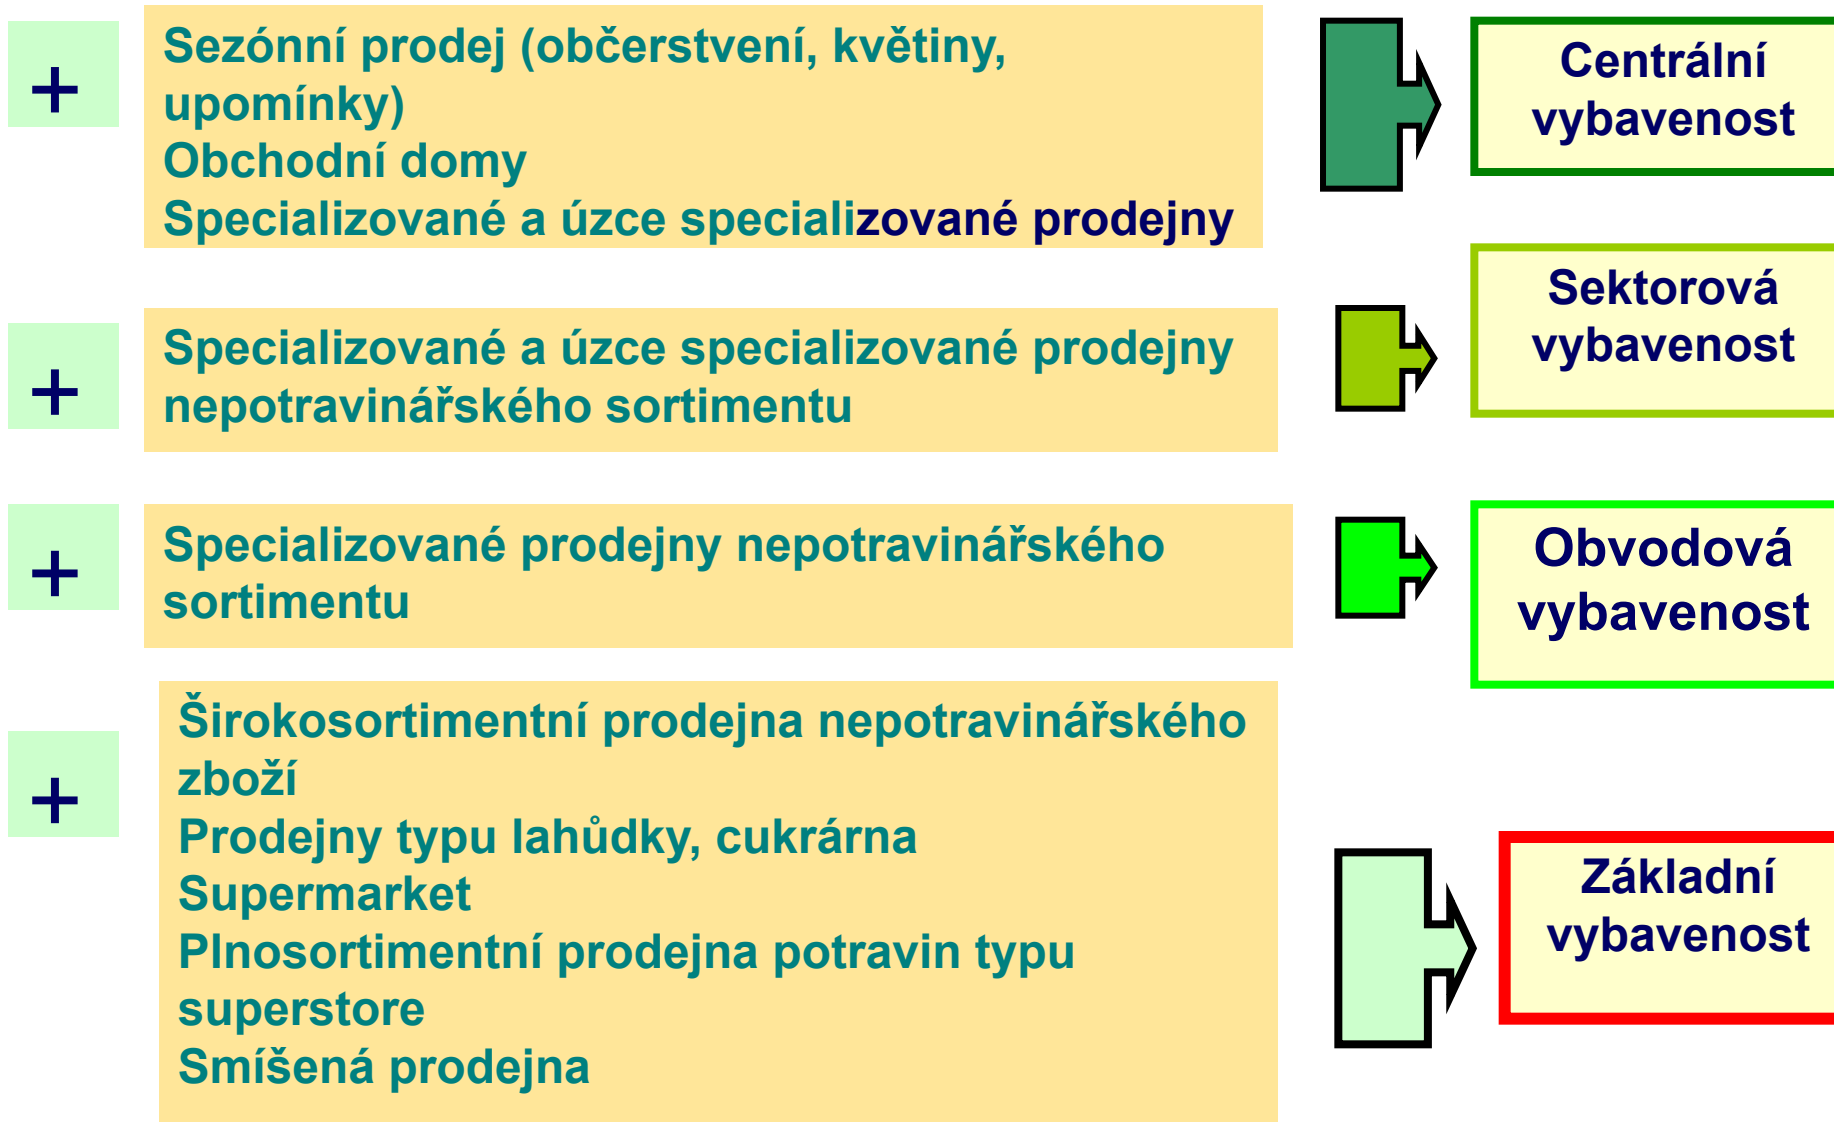 +
Sezónní prodej (občerstvení, květiny,
upomínky)
Obchodní domy
Specializované a úzce specializované prodejny
Centrální
vybavenost
+
Specializované a úzce specializované prodejny
nepotravinářského sortimentu
Sektorová
vybavenost
+
Specializované prodejny nepotravinářského
sortimentu
Obvodová
vybavenost
+
Širokosortimentní prodejna nepotravinářského
zboží
Prodejny typu lahůdky, cukrárna
Supermarket
Plnosortimentní prodejna potravin typu
superstore
Smíšená prodejna
Základní
vybavenost